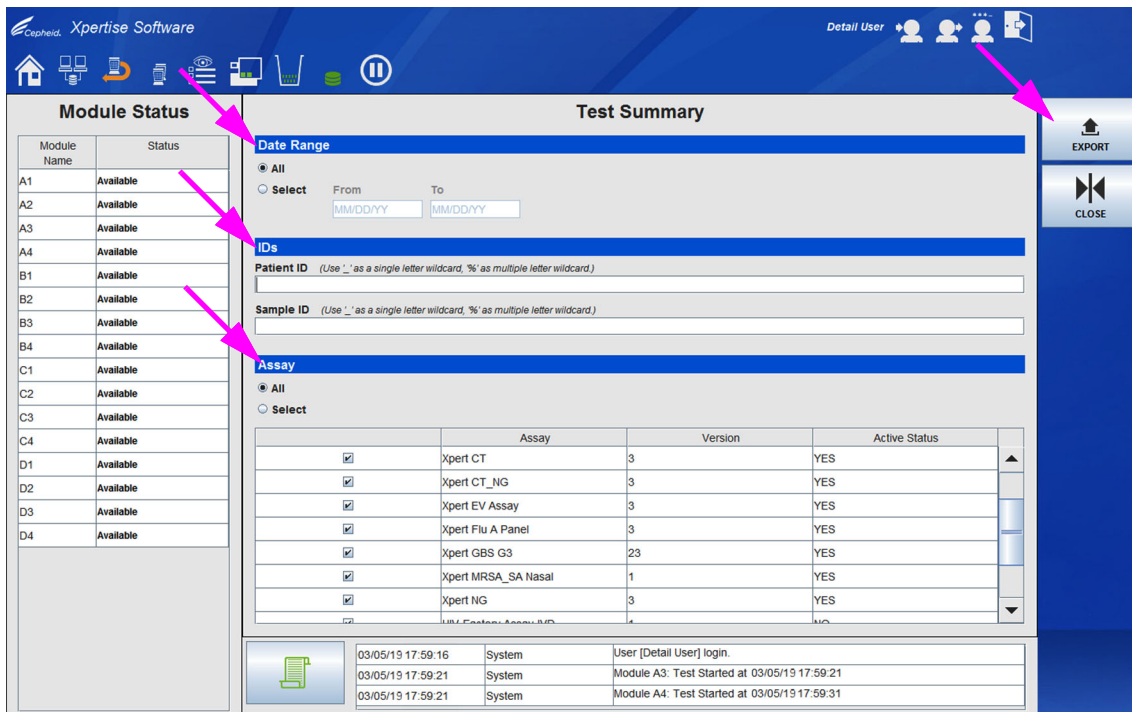 Cepheid. Xpertise Software
Detail User
Module Status
Module Name Status
A1 Available
A2 Available
A3 Available
A4 Available
B1 Available
B2 Available
B3 Available
B4 Available
C1 Available
C2 Available
C3 Available
C4 Available
D1 Available
D2 Available
D3 Available
D4 Available
Test Summary
Date Range
All
Select From To
MM/DD/YY MM/DD/YY
IDs
Patient ID (Use '_' as a single letter wildcard, '%' as multiple letter wildcard.)
Sample ID (Use '_' as a single letter wildcard, '%' as multiple letter wildcard.)
Assay
All
Select
Assay Version Active Status
Xpert CT 3 YES
Xpert CT_NG 3 YES
Xpert EV Assay 3 YES
Xpert Flu A Panel 3 YES
Xpert GBS G3 23 YES
Xpert MRSA_SA Nasal 1 YES
Xpert NG 3 YES
03/05/19 17:59:16 System User [Detail User] login.
03/05/19 17:59:21 System Module A3: Test Started at 03/05/19 17:59:21
03/05/19 17:59:21 System Module A4: Test Started at 03/05/19 17:59:31
EXPORT
CLOSE